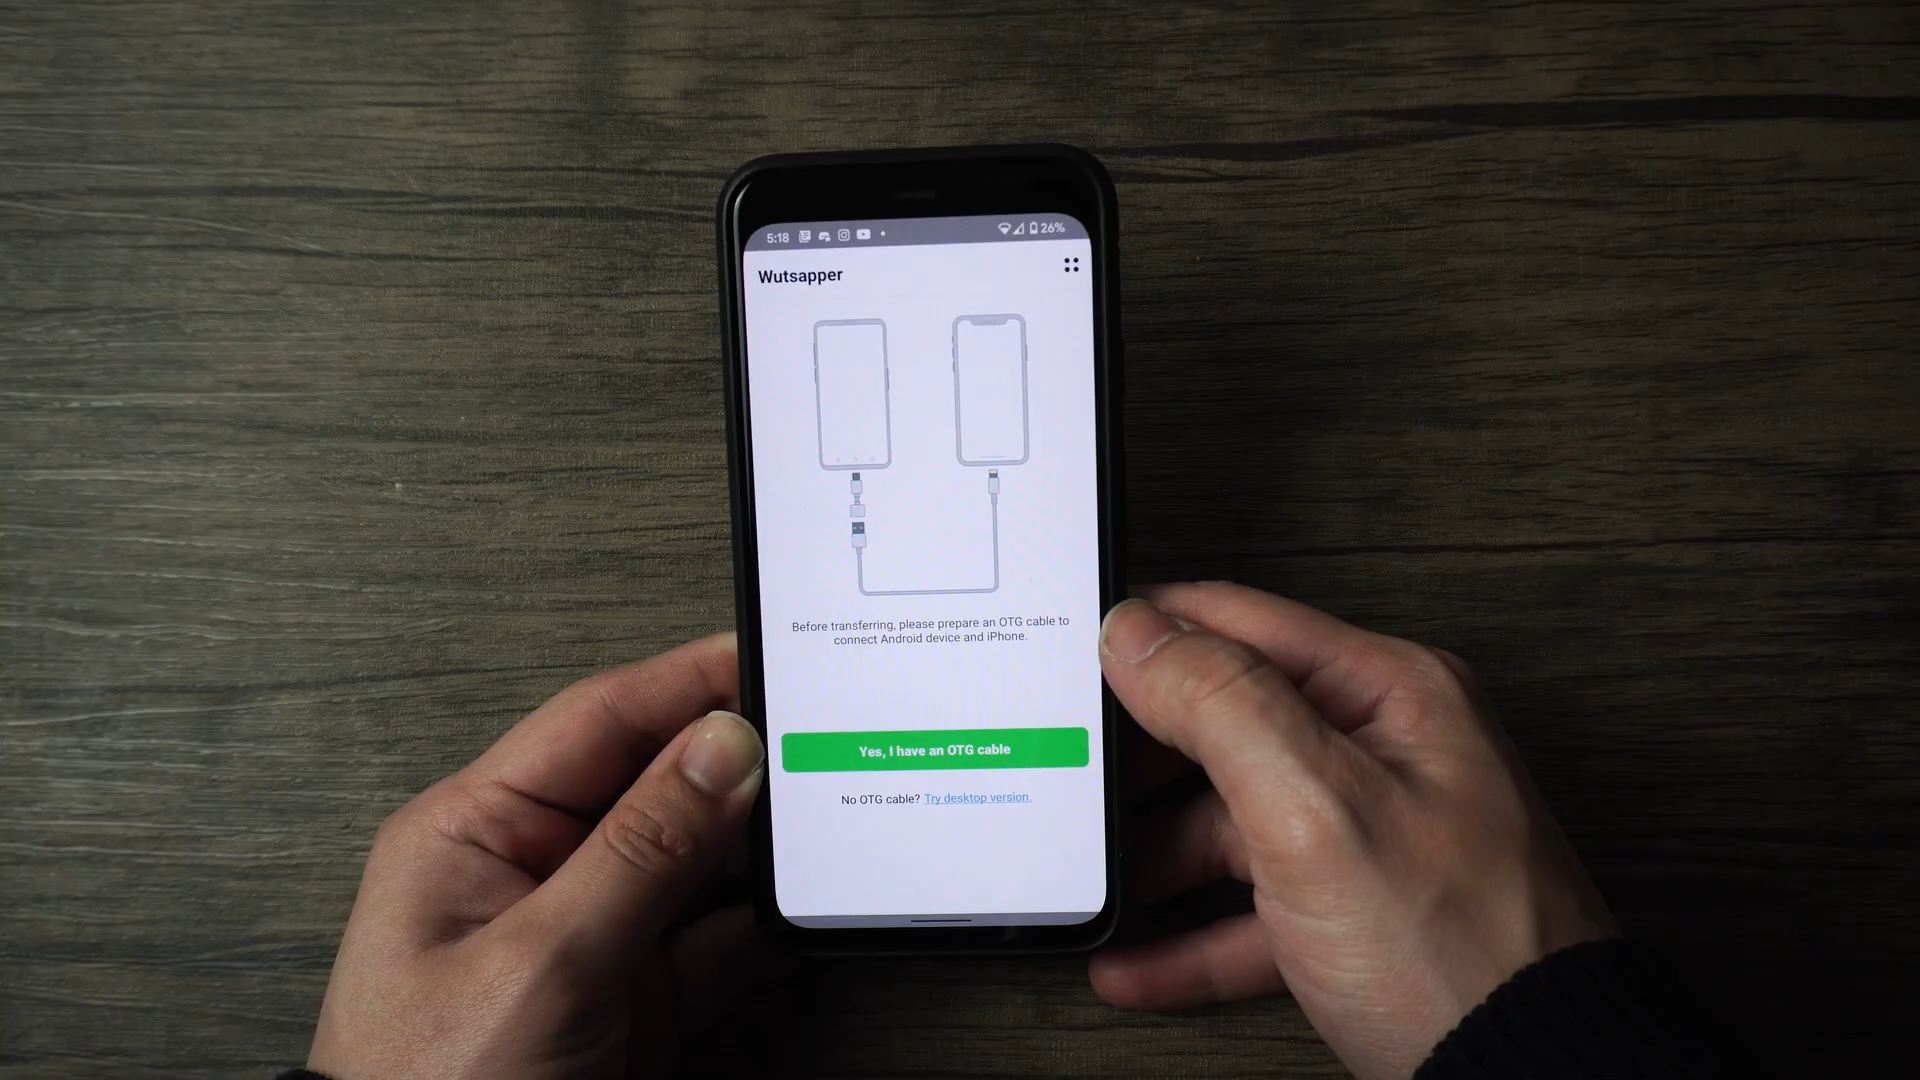 5:18 26%
Wutsapper
Before transferring, please prepare an OTG cable to
connect Android device and iPhone.
Yes, I have an OTG cable
No OTG cable? Try desktop version.